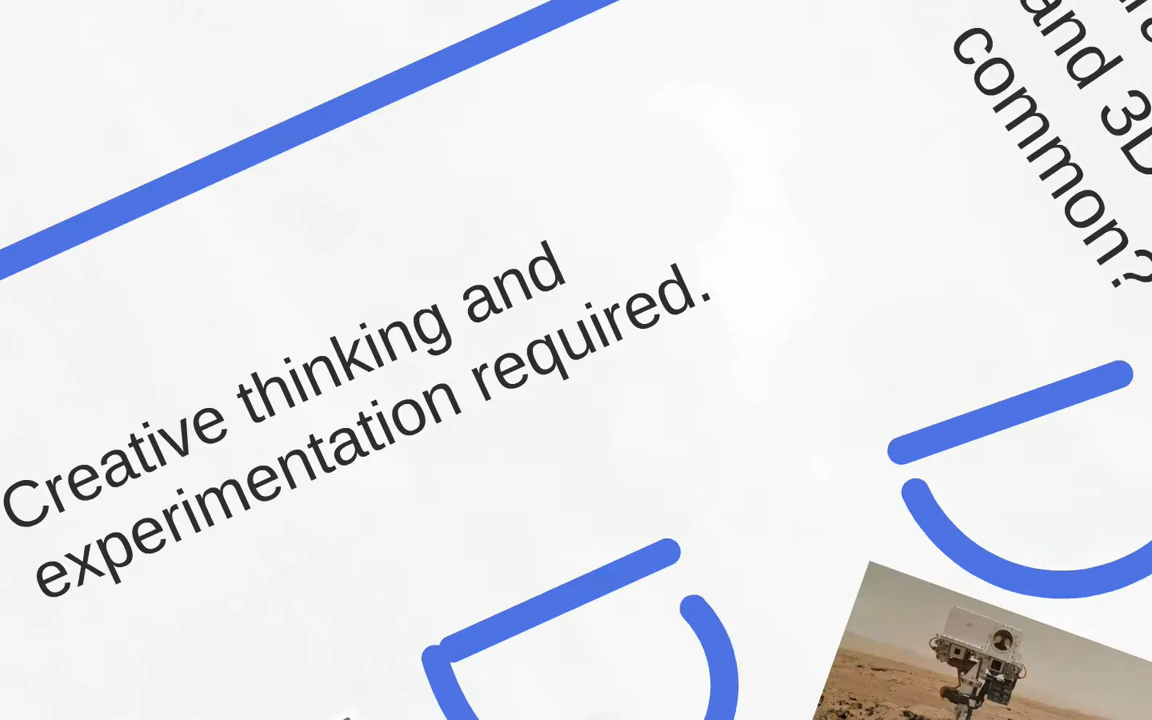 Creative thinking and
experimentation required.
and 3D
common?